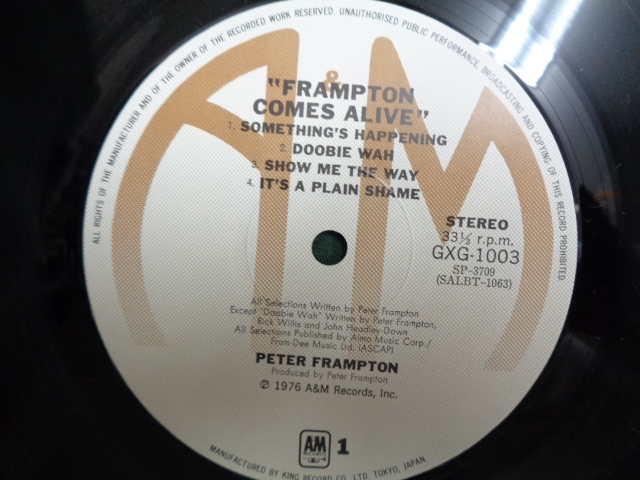 ALL RIGHTS OF THE MANUFACTURER AND OF THE OWNER OF THE RECORDED WORK RESERVED. UNAUTHORISED PUBLIC PERFORMANCE, BROADCASTING AND COPYING OF THIS RECORD PROHIBITED
A&M
"FRAMPTON
COMES ALIVE"
1. SOMETHING'S HAPPENING
2. DOOBIE WAH
3. SHOW ME THE WAY
4. IT'S A PLAIN SHAME
STEREO
33⅓ r.p.m.
GXG-1003
SP-3709
(SALBT-1063)
All Selections Written by Peter Frampton
Except "Doobie Wah" Written by Peter Frampton,
Rick Willis and John Headley-Down
All Selections Published by Almo Music Corp./
Fram-Dee Music Ltd. (ASCAP)
PETER FRAMPTON
Produced by Peter Frampton
℗ 1976 A&M Records, Inc.
AM
RECORDS
1
MANUFACTURED BY KING RECORD CO. LTD. TOKYO, JAPAN.